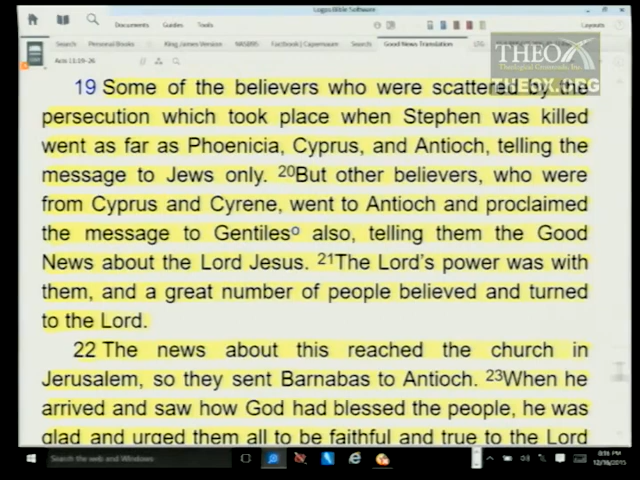 Logos Bible Software
Documents Guides Tools
Layouts
Search Personal Books King James Version NASB95 Factbook | Capernaum Search Good News Translation
Acts 11:19-26
THEOX
THEOX.ORG
19 Some of the believers who were scattered by the
persecution which took place when Stephen was killed
went as far as Phoenicia, Cyprus, and Antioch, telling the
message to Jews only. 20But other believers, who were
from Cyprus and Cyrene, went to Antioch and proclaimed
the message to Gentileso also, telling them the Good
News about the Lord Jesus. 21The Lord's power was with
them, and a great number of people believed and turned
to the Lord.
22 The news about this reached the church in
Jerusalem, so they sent Barnabas to Antioch. 23When he
arrived and saw how God had blessed the people, he was
glad and urged them all to be faithful and true to the Lord
Search the web and Windows